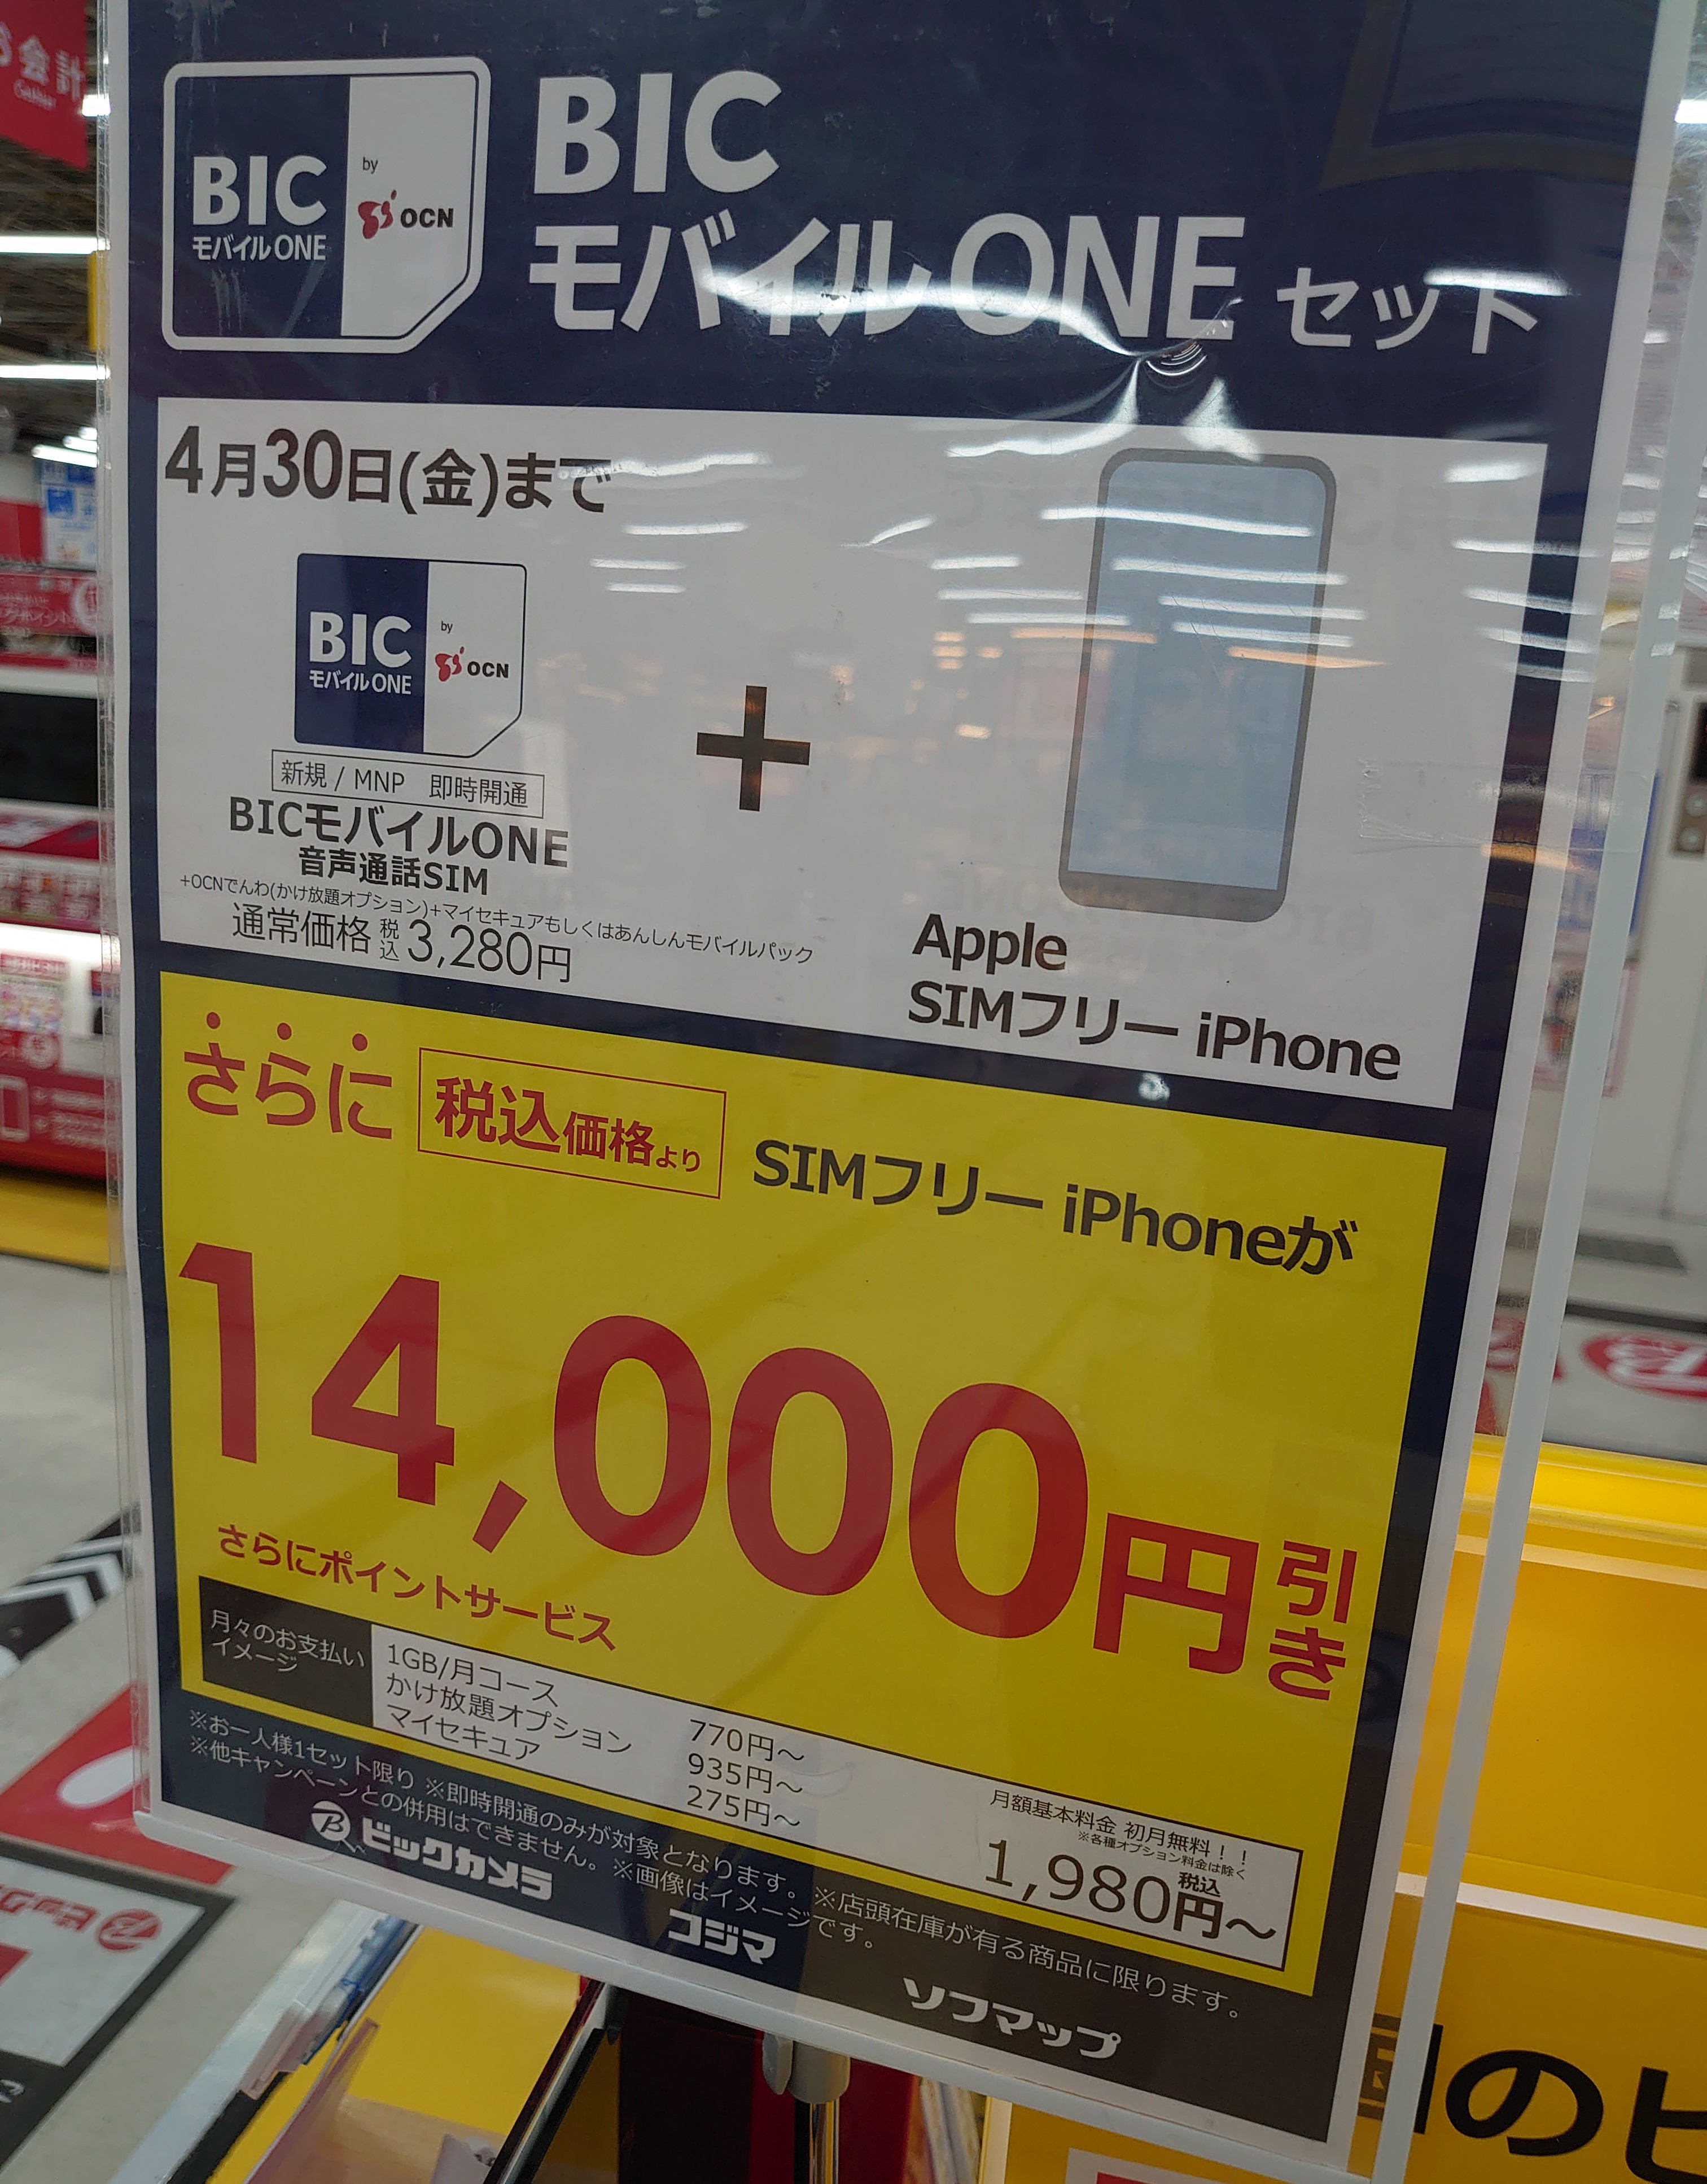 会計
Cashier
BIC
モバイルONE
by
OCN
BIC
モバイルONE セット
4月30日(金)まで
BIC
モバイルONE
by
OCN
新規 / MNP 即時開通
BICモバイルONE
音声通話SIM
+OCNでんわ(かけ放題オプション)+マイセキュアもしくはあんしんモバイルパック
通常価格 税込 3,280円
+
Apple
SIMフリー iPhone
さらに 税込価格より SIMフリー iPhoneが
14,000円引き
さらにポイントサービス
月々のお支払い
イメージ
1GB/月コース 770円～
かけ放題オプション 935円～
マイセキュア 275円～
月額基本料金 初月無料！！
※各種オプション料金は除く
税込
1,980円～
※お一人様1セット限り ※即時開通のみが対象となります。※店頭在庫が有る商品に限ります。
※他キャンペーンとの併用はできません。※画像はイメージです。
ビックカメラ
コジマ
ソフマップ
のビ